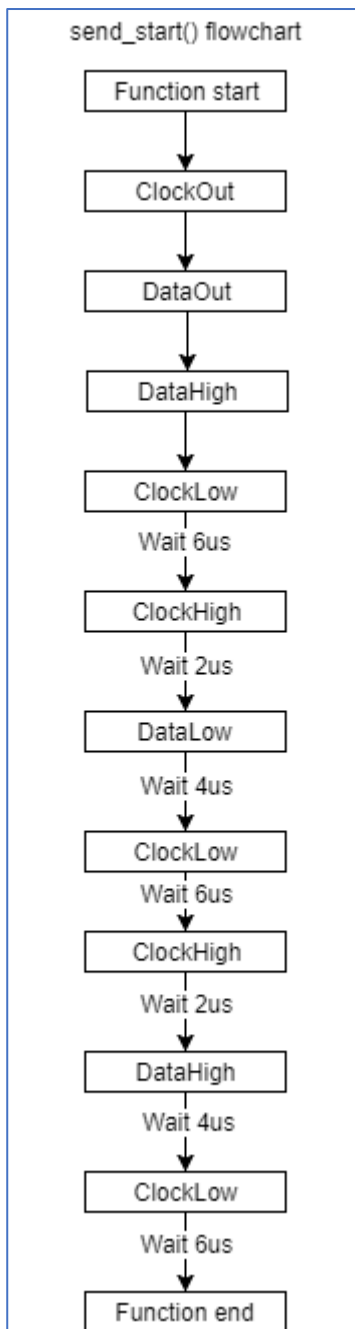 send_start() flowchart
Function start
ClockOut
DataOut
DataHigh
ClockLow
Wait 6us
ClockHigh
Wait 2us
DataLow
Wait 4us
ClockLow
Wait 6us
ClockHigh
Wait 2us
DataHigh
Wait 4us
ClockLow
Wait 6us
Function end